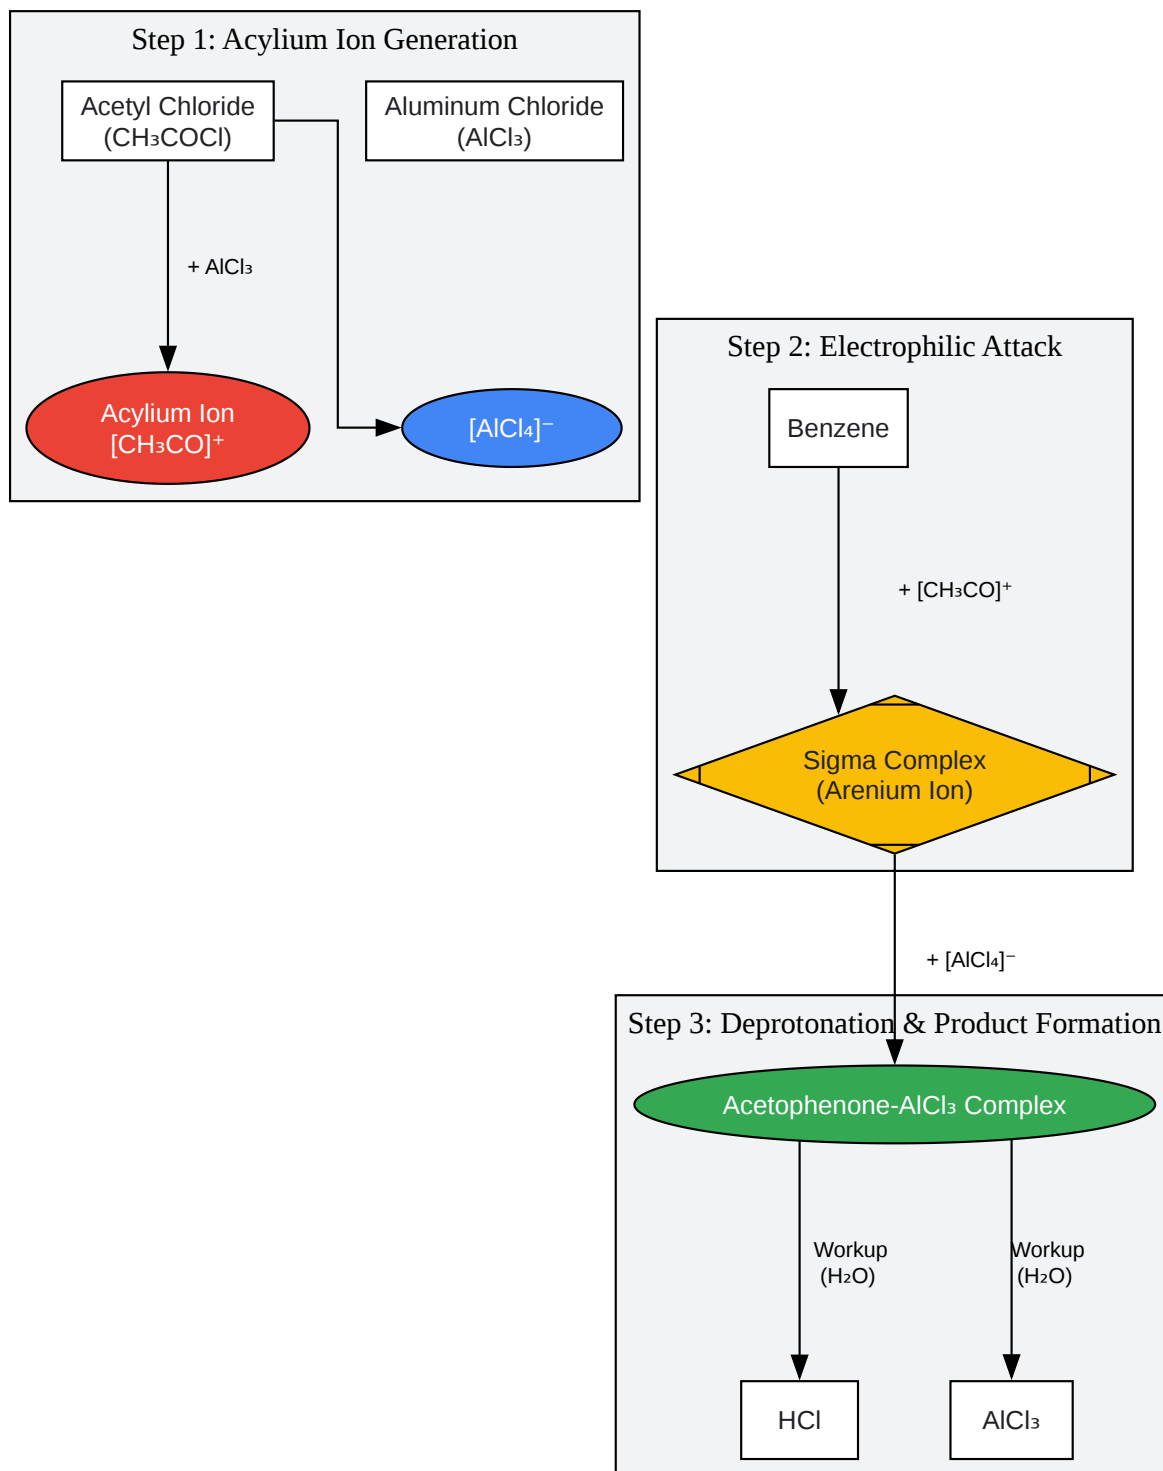 Step 1: Acylium Ion Generation
Acetyl Chloride
(CH₃COCl)
Aluminum Chloride
(AlCl₃)
+ AlCl₃
Acylium Ion
[CH₃CO]⁺
[AlCl₄]⁻
Step 2: Electrophilic Attack
Benzene
+ [CH₃CO]⁺
Sigma Complex
(Arenium Ion)
+ [AlCl₄]⁻
Step 3: Deprotonation & Product Formation
Acetophenone-AlCl₃ Complex
Workup
(H₂O)
Workup
(H₂O)
HCl
AlCl₃